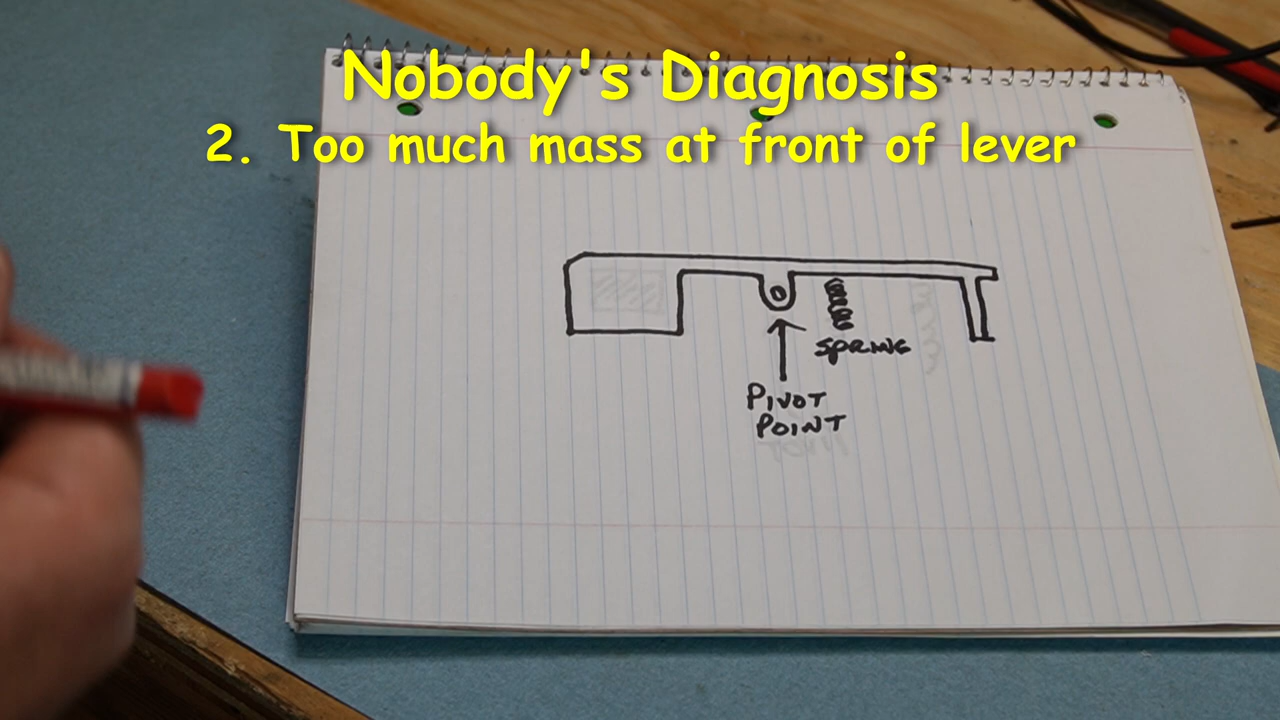 Nobody's Diagnosis
2. Too much mass at front of lever
SPRING
PIVOT
POINT